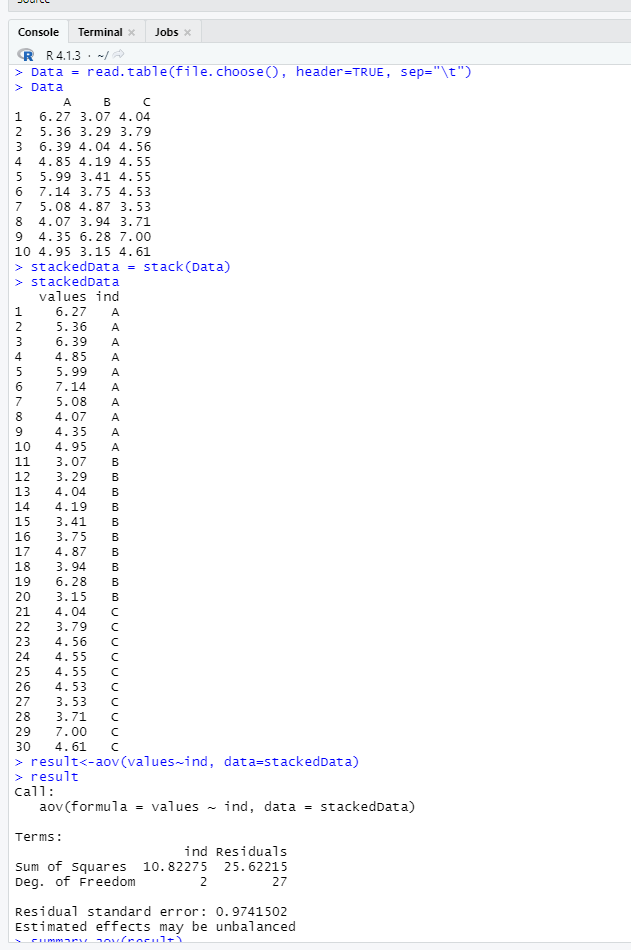 Source
Console Terminal × Jobs ×
R 4.1.3 · ~/
> Data = read.table(file.choose(), header=TRUE, sep="\t")
> Data
A B C
1 6.27 3.07 4.04
2 5.36 3.29 3.79
3 6.39 4.04 4.56
4 4.85 4.19 4.55
5 5.99 3.41 4.55
6 7.14 3.75 4.53
7 5.08 4.87 3.53
8 4.07 3.94 3.71
9 4.35 6.28 7.00
10 4.95 3.15 4.61
> stackedData = stack(Data)
> stackedData
values ind
1 6.27 A
2 5.36 A
3 6.39 A
4 4.85 A
5 5.99 A
6 7.14 A
7 5.08 A
8 4.07 A
9 4.35 A
10 4.95 A
11 3.07 B
12 3.29 B
13 4.04 B
14 4.19 B
15 3.41 B
16 3.75 B
17 4.87 B
18 3.94 B
19 6.28 B
20 3.15 B
21 4.04 C
22 3.79 C
23 4.56 C
24 4.55 C
25 4.55 C
26 4.53 C
27 3.53 C
28 3.71 C
29 7.00 C
30 4.61 C
> result<-aov(values~ind, data=stackedData)
> result
Call:
aov(formula = values ~ ind, data = stackedData)
Terms:
ind Residuals
Sum of Squares 10.82275 25.62215
Deg. of Freedom 2 27
Residual standard error: 0.9741502
Estimated effects may be unbalanced
> summary.aov(result)